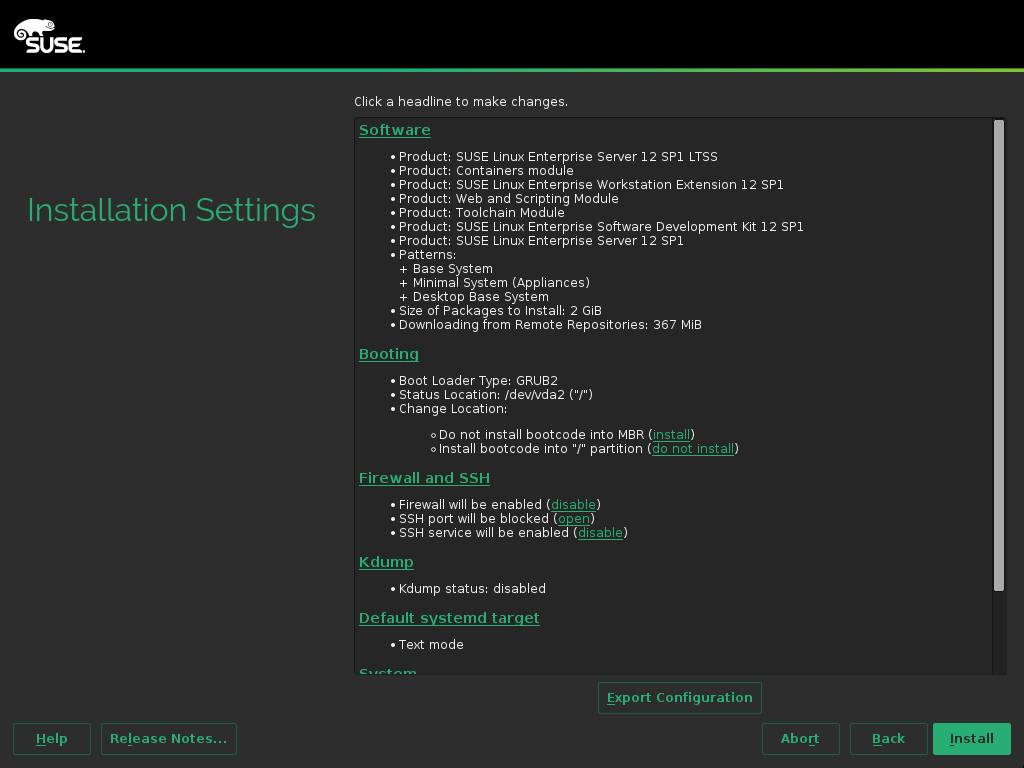 SUSE.
Click a headline to make changes.
Installation Settings
Software
• Product: SUSE Linux Enterprise Server 12 SP1 LTSS
• Product: Containers module
• Product: SUSE Linux Enterprise Workstation Extension 12 SP1
• Product: Web and Scripting Module
• Product: Toolchain Module
• Product: SUSE Linux Enterprise Software Development Kit 12 SP1
• Product: SUSE Linux Enterprise Server 12 SP1
• Patterns:
+ Base System
+ Minimal System (Appliances)
+ Desktop Base System
• Size of Packages to Install: 2 GiB
• Downloading from Remote Repositories: 367 MiB
Booting
• Boot Loader Type: GRUB2
• Status Location: /dev/vda2 ("/")
• Change Location:
◦ Do not install bootcode into MBR (install)
◦ Install bootcode into "/" partition (do not install)
Firewall and SSH
• Firewall will be enabled (disable)
• SSH port will be blocked (open)
• SSH service will be enabled (disable)
Kdump
• Kdump status: disabled
Default systemd target
• Text mode
System
Export Configuration
Help
Release Notes...
Abort
Back
Install